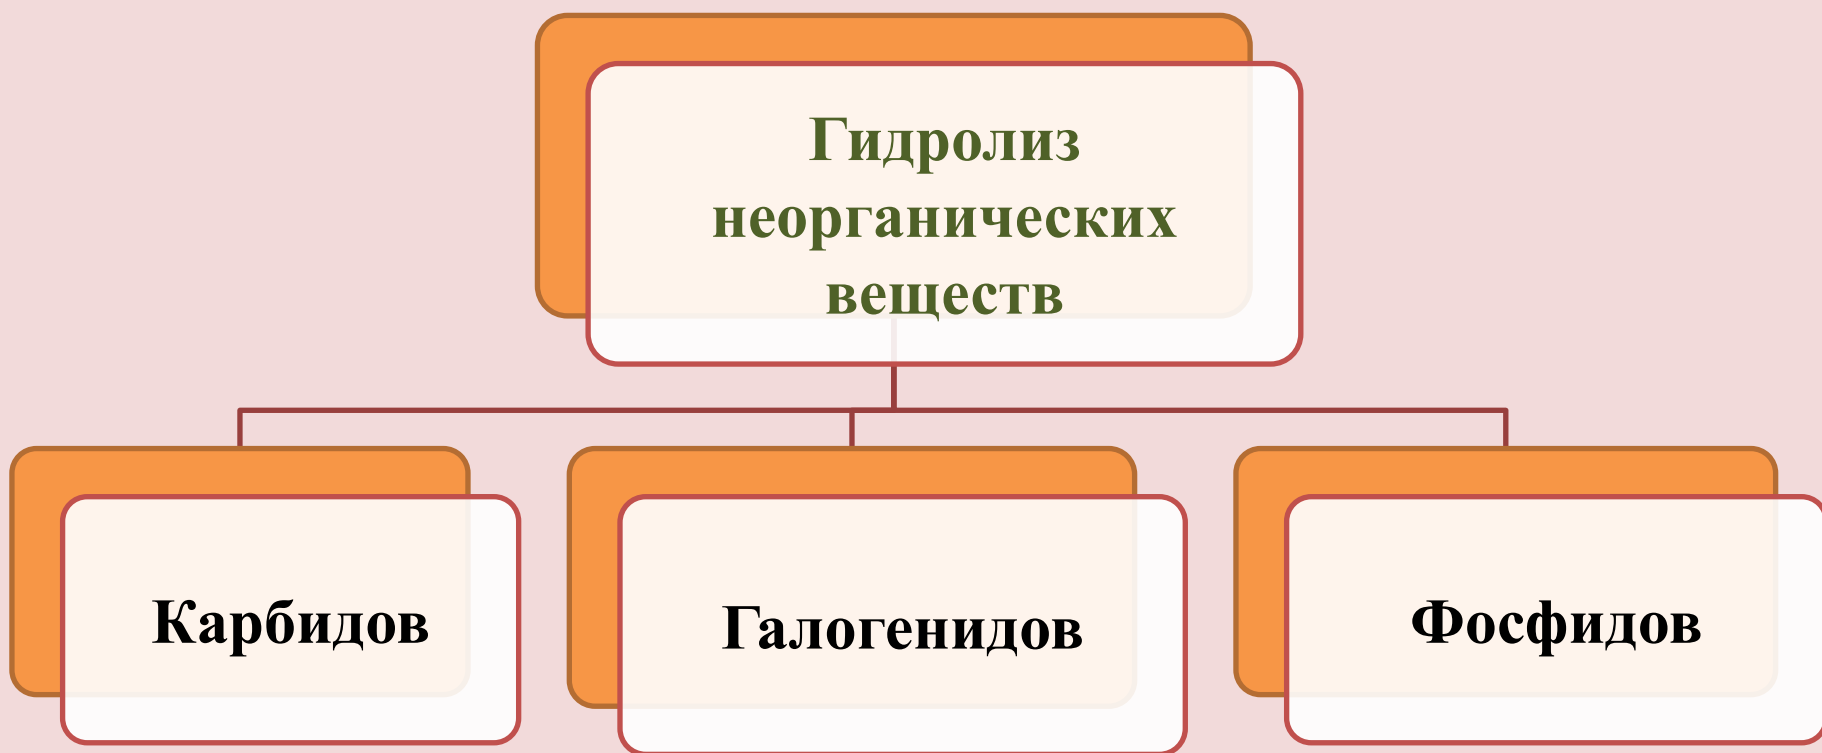 Гидролиз
неорганических
веществ
Карбидов
Галогенидов
Фосфидов